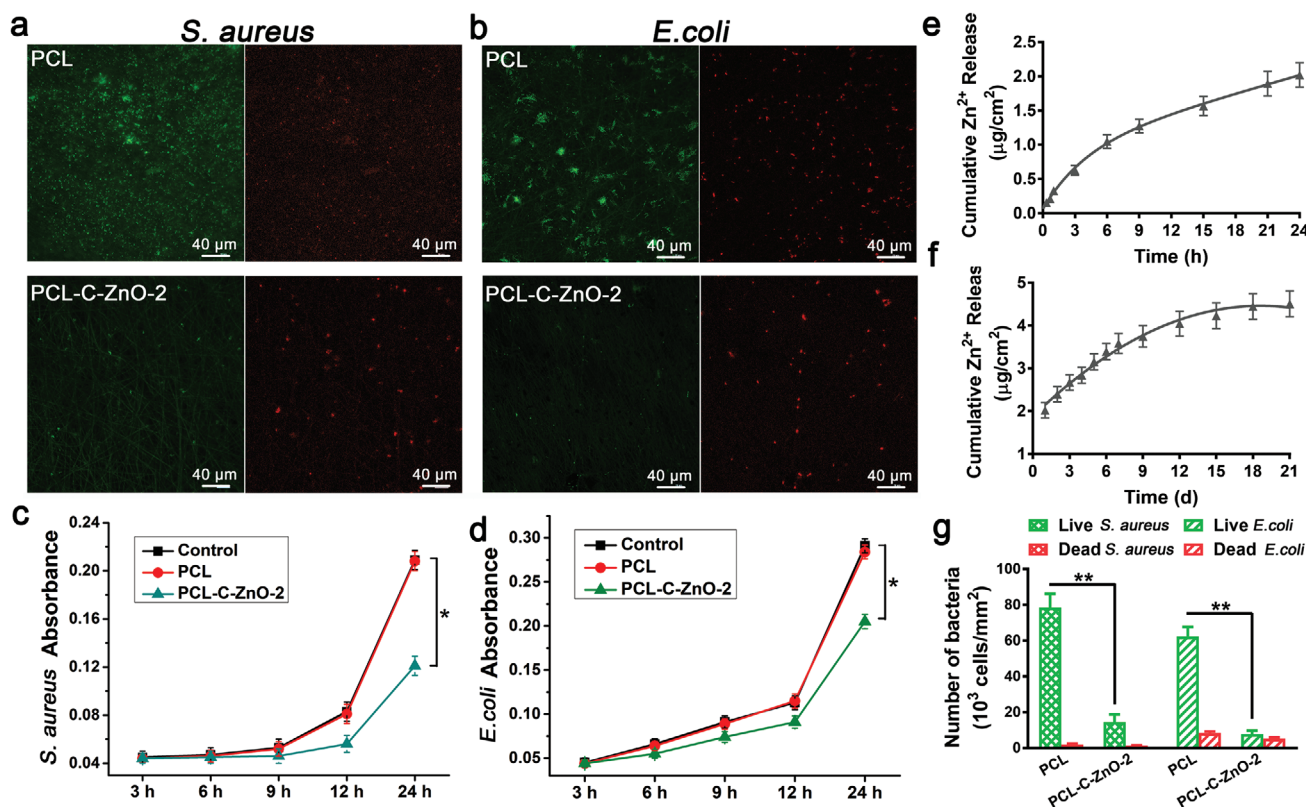 a
S. aureus
PCL
40 µm
40 µm
PCL-C-ZnO-2
40 µm
40 µm
b
E.coli
PCL
40 µm
40 µm
PCL-C-ZnO-2
40 µm
40 µm
c
S. aureus Absorbance
0.24
0.20
0.16
0.12
0.08
0.04
Control
PCL
PCL-C-ZnO-2
*
3 h 6 h 9 h 12 h 24 h
d
E.coli Absorbance
0.30
0.25
0.20
0.15
0.10
0.05
Control
PCL
PCL-C-ZnO-2
*
3 h 6 h 9 h 12 h 24 h
e
Cumulative Zn²⁺ Release
(µg/cm²)
2.5
2.0
1.5
1.0
0.5
0.0
0 3 6 9 12 15 18 21 24
Time (h)
f
Cumulative Zn²⁺ Releas
(µg/cm²)
5
4
3
2
1
0 3 6 9 12 15 18 21
Time (d)
g
Live S. aureus Live E.coli
Dead S. aureus Dead E.coli
Number of bacteria
(10³ cells/mm²)
100
80
60
40
20
0
** **
PCL PCL-C-ZnO-2 PCL PCL-C-ZnO-2